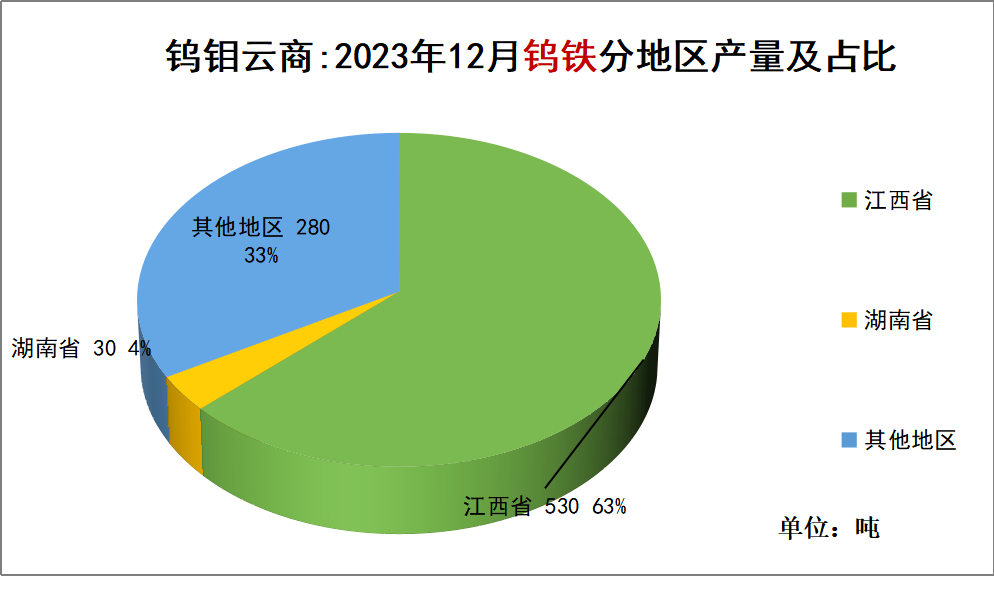 钨钼云商:2023年12月钨铁分地区产量及占比
其他地区 280
33%
湖南省 30 4%
江西省 530 63%
江西省
湖南省
其他地区
单位：吨